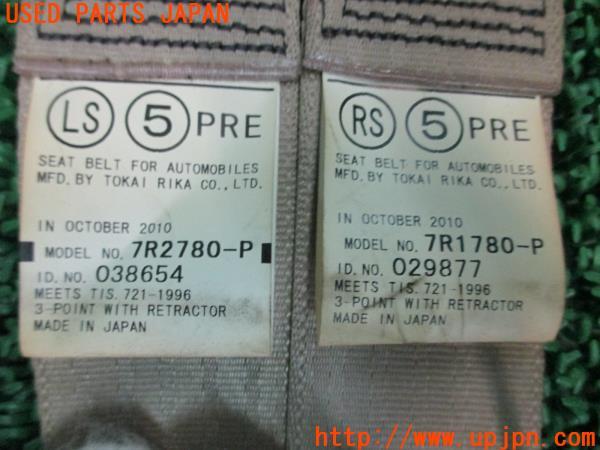 USED PARTS JAPAN
LS 5 PRE
SEAT BELT FOR AUTOMOBILES
MFD. BY TOKAI RIKA CO., LTD.
IN OCTOBER 2010
MODEL NO. 7R2780-P
ID. NO. 038654
MEETS TIS. 721-1996
3-POINT WITH RETRACTOR
MADE IN JAPAN
RS 5 PRE
SEAT BELT FOR AUTOMOBILES
MFD. BY TOKAI RIKA CO., LTD.
IN OCTOBER 2010
MODEL NO. 7R1780-P
ID. NO. 029877
MEETS TIS. 721-1996
3-POINT WITH RETRACTOR
MADE IN JAPAN
http://www.upjpn.com